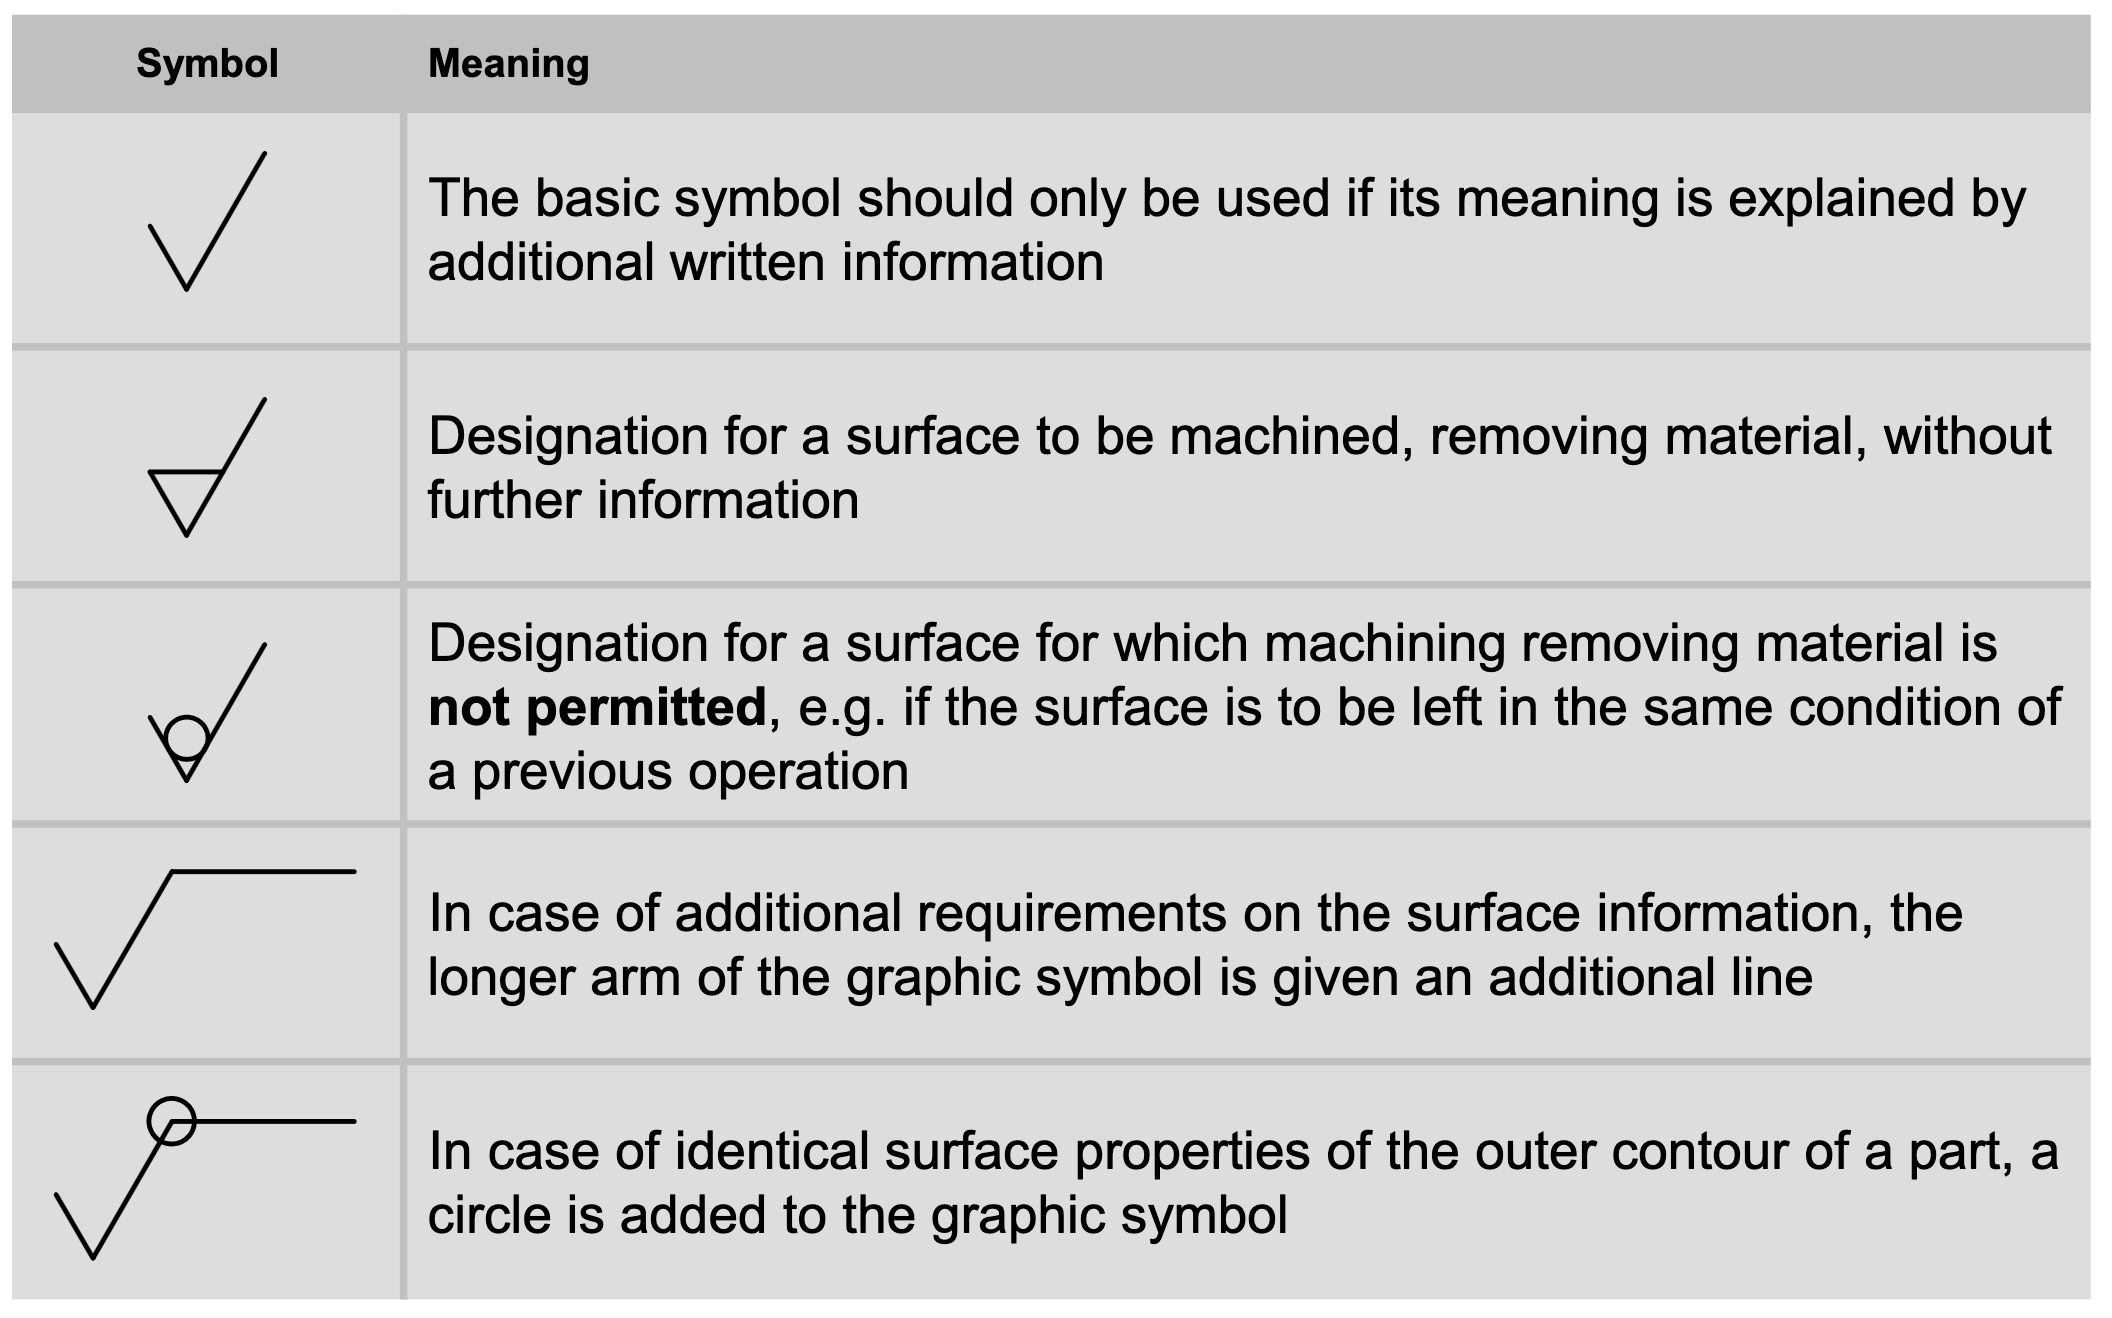 Symbol
Meaning
The basic symbol should only be used if its meaning is explained by
additional written information
Designation for a surface to be machined, removing material, without
further information
Designation for a surface for which machining removing material is
not permitted, e.g. if the surface is to be left in the same condition of
a previous operation
In case of additional requirements on the surface information, the
longer arm of the graphic symbol is given an additional line
In case of identical surface properties of the outer contour of a part, a
circle is added to the graphic symbol